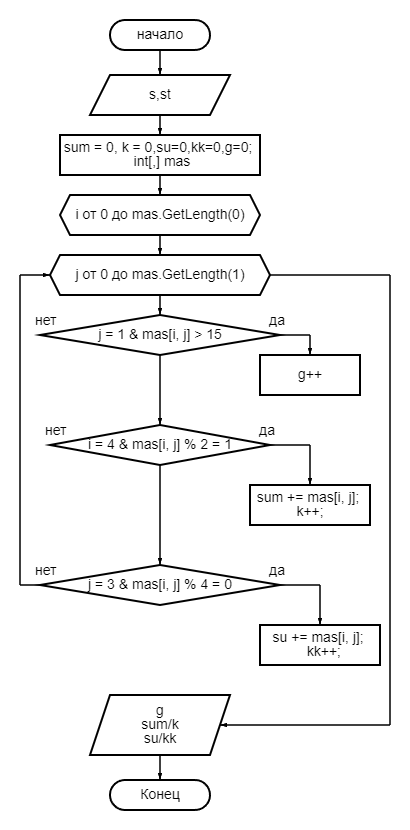 начало
s,st
sum = 0, k = 0,su=0,kk=0,g=0;
int[,] mas
i от 0 до mas.GetLength(0)
j от 0 до mas.GetLength(1)
нет
да
j = 1 & mas[i, j] > 15
g++
нет
да
i = 4 & mas[i, j] % 2 = 1
sum += mas[i, j];
k++;
нет
да
j = 3 & mas[i, j] % 4 = 0
su += mas[i, j];
kk++;
g
sum/k
su/kk
Конец